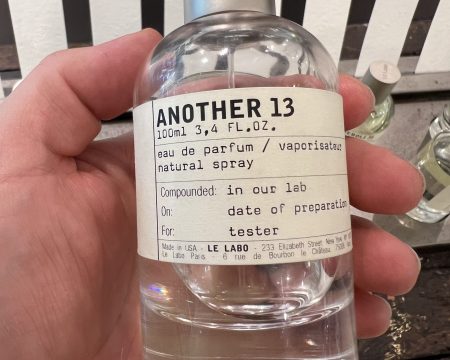 ANOTHER 13
100ml 3,4 FL.OZ.
eau de parfum / vaporisateur
natural spray
Compounded: in our lab
On: date of preparation
For: tester
Made in USA - LE LABO - 233 Elizabeth Street New York, NY
Le Labo Paris - 6 rue de Bourbon le Château